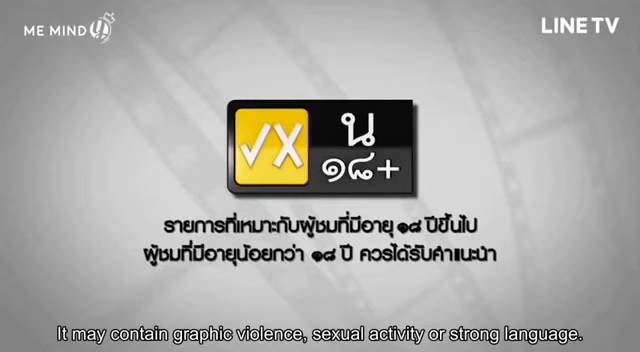 ME MIND Y
LINE TV
√X
น
๑๘+
รายการที่เหมาะกับผู้ชมที่มีอายุ ๑๘ ปีขึ้นไป
ผู้ชมที่มีอายุน้อยกว่า ๑๘ ปี ควรได้รับคำแนะนำ
It may contain graphic violence, sexual activity or strong language.